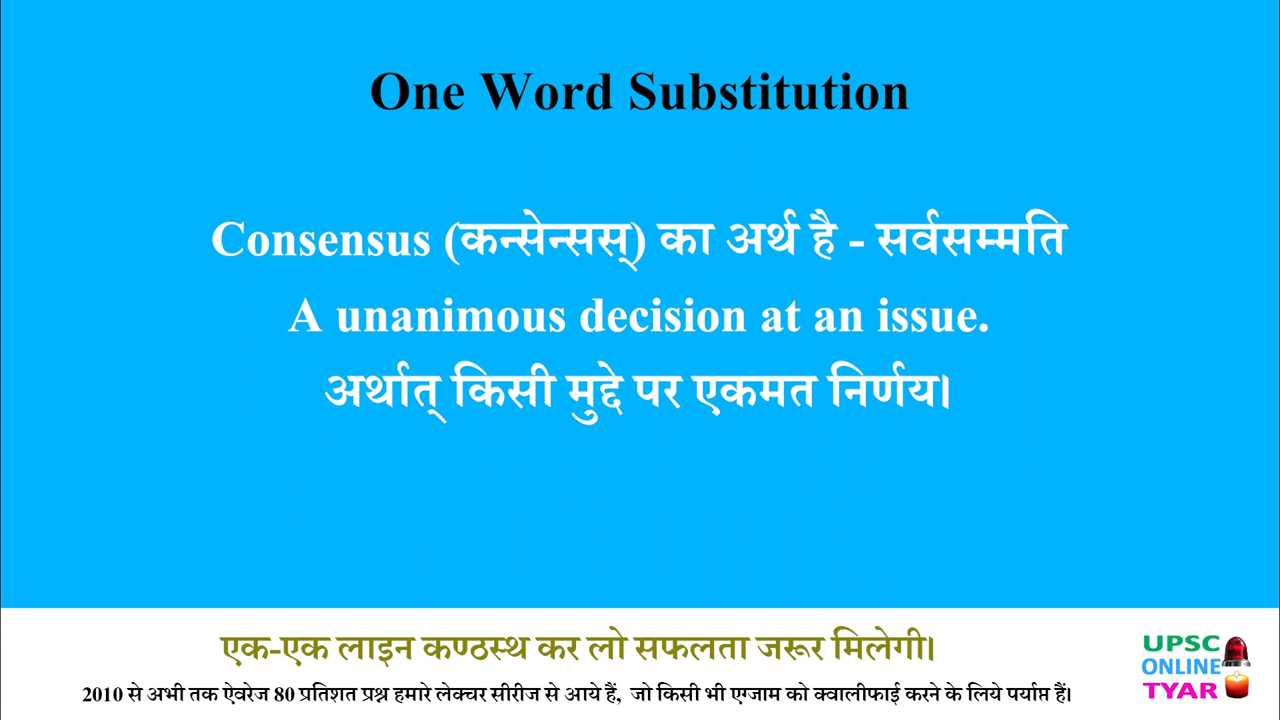 One Word Substitution
Consensus (कन्सेन्सस्) का अर्थ है - सर्वसम्मति
A unanimous decision at an issue.
अर्थात् किसी मुद्दे पर एकमत निर्णय।
एक-एक लाइन कण्ठस्थ कर लो सफलता जरूर मिलेगी।
2010 से अभी तक ऐवरेज 80 प्रतिशत प्रश्न हमारे लेक्चर सीरीज से आये हैं, जो किसी भी एग्जाम को क्वालीफाई करने के लिये पर्याप्त हैं।
UPSC
ONLINE
TYAR